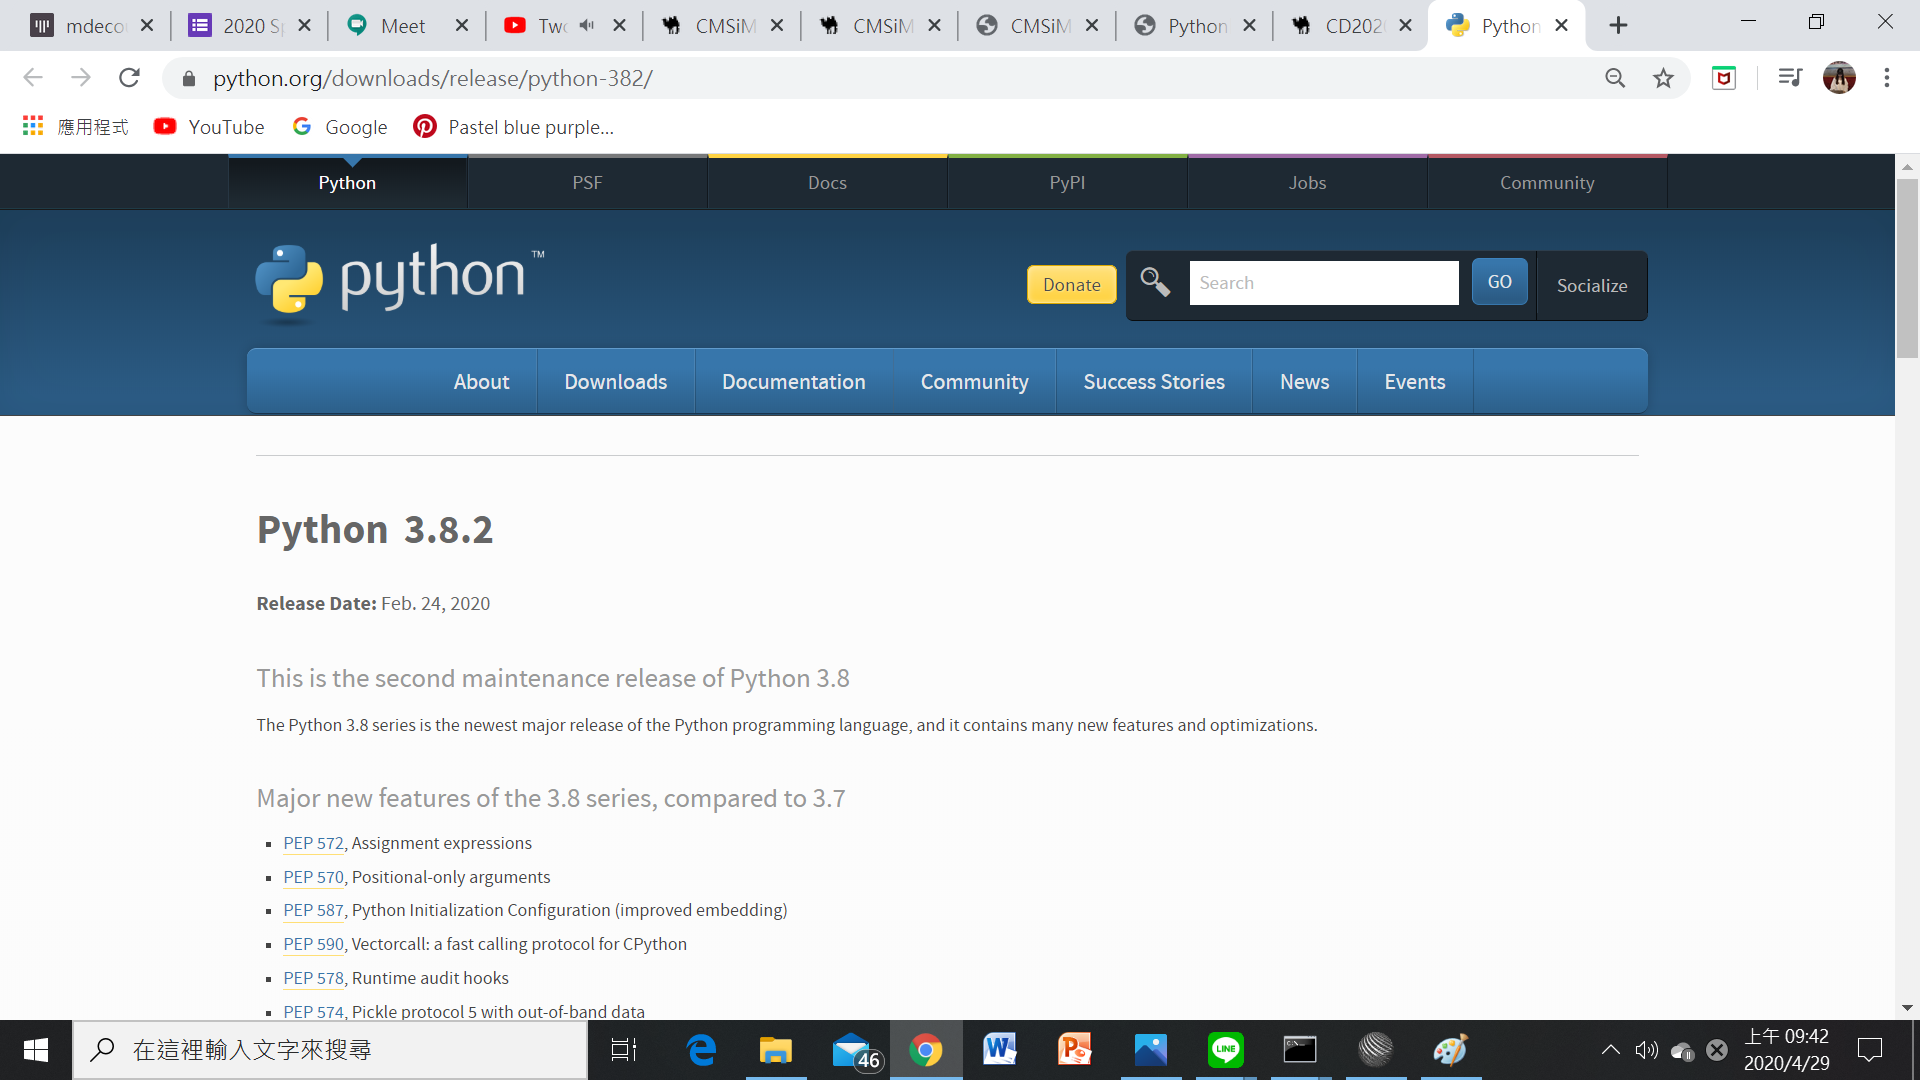 mdeco
2020 Sp
Meet
Two
CMSiM
CMSiM
CMSiM
Python
CD202
Python
python.org/downloads/release/python-382/
應用程式
YouTube
Google
Pastel blue purple...
Python
PSF
Docs
PyPI
Jobs
Community
python™
Donate
Search
GO
Socialize
About
Downloads
Documentation
Community
Success Stories
News
Events
Python 3.8.2
Release Date: Feb. 24, 2020
This is the second maintenance release of Python 3.8
The Python 3.8 series is the newest major release of the Python programming language, and it contains many new features and optimizations.
Major new features of the 3.8 series, compared to 3.7
PEP 572, Assignment expressions
PEP 570, Positional-only arguments
PEP 587, Python Initialization Configuration (improved embedding)
PEP 590, Vectorcall: a fast calling protocol for CPython
PEP 578, Runtime audit hooks
PEP 574, Pickle protocol 5 with out-of-band data
在這裡輸入文字來搜尋
46
LINE
上午 09:42
2020/4/29